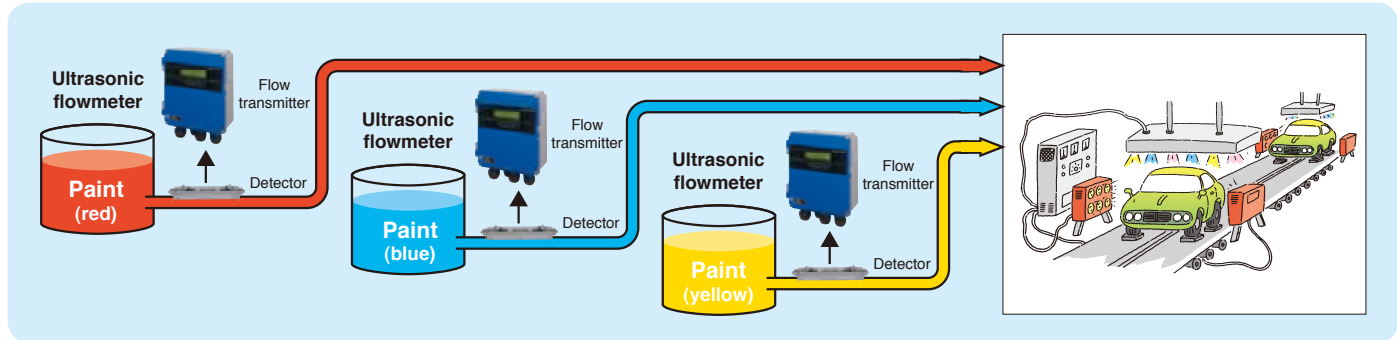 Ultrasonic
flowmeter
Flow
transmitter
Detector
Paint
(red)
Ultrasonic
flowmeter
Flow
transmitter
Detector
Paint
(blue)
Ultrasonic
flowmeter
Flow
transmitter
Detector
Paint
(yellow)